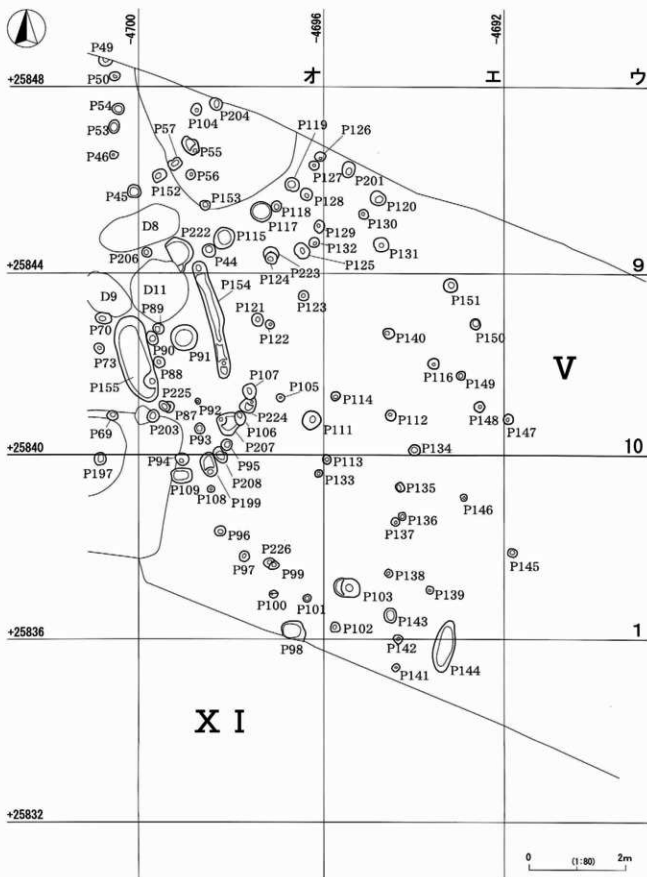 -4700
-4696
-4692
P49
P50
+25848
オ
エ
ウ
P54
P53
P57
P104
P204
P119
P126
P46
P55
P127
P201
P45
P152
P56
P153
P128
P120
P118
P130
D8
P222
P115
P117
P129
P132
P131
P206
P44
P223
P125
+25844
P124
9
D9
D11
P154
P151
P70
P89
P121
P123
P122
P140
P150
P73
P90
P91
P116
P149
V
P155
P88
P107
P105
P114
P225
P92
P224
P112
P148
P69
P203
P87
P93
P106
P111
P147
P207
+25840
P134
10
P197
P94
P95
P113
P208
P133
P109
P135
P108
P199
P146
P136
P96
P137
P226
P145
P97
P99
P138
P100
P101
P103
P139
P102
P143
+25836
P98
P142
1
P144
P141
X I
+25832
0
(1:80)
2m